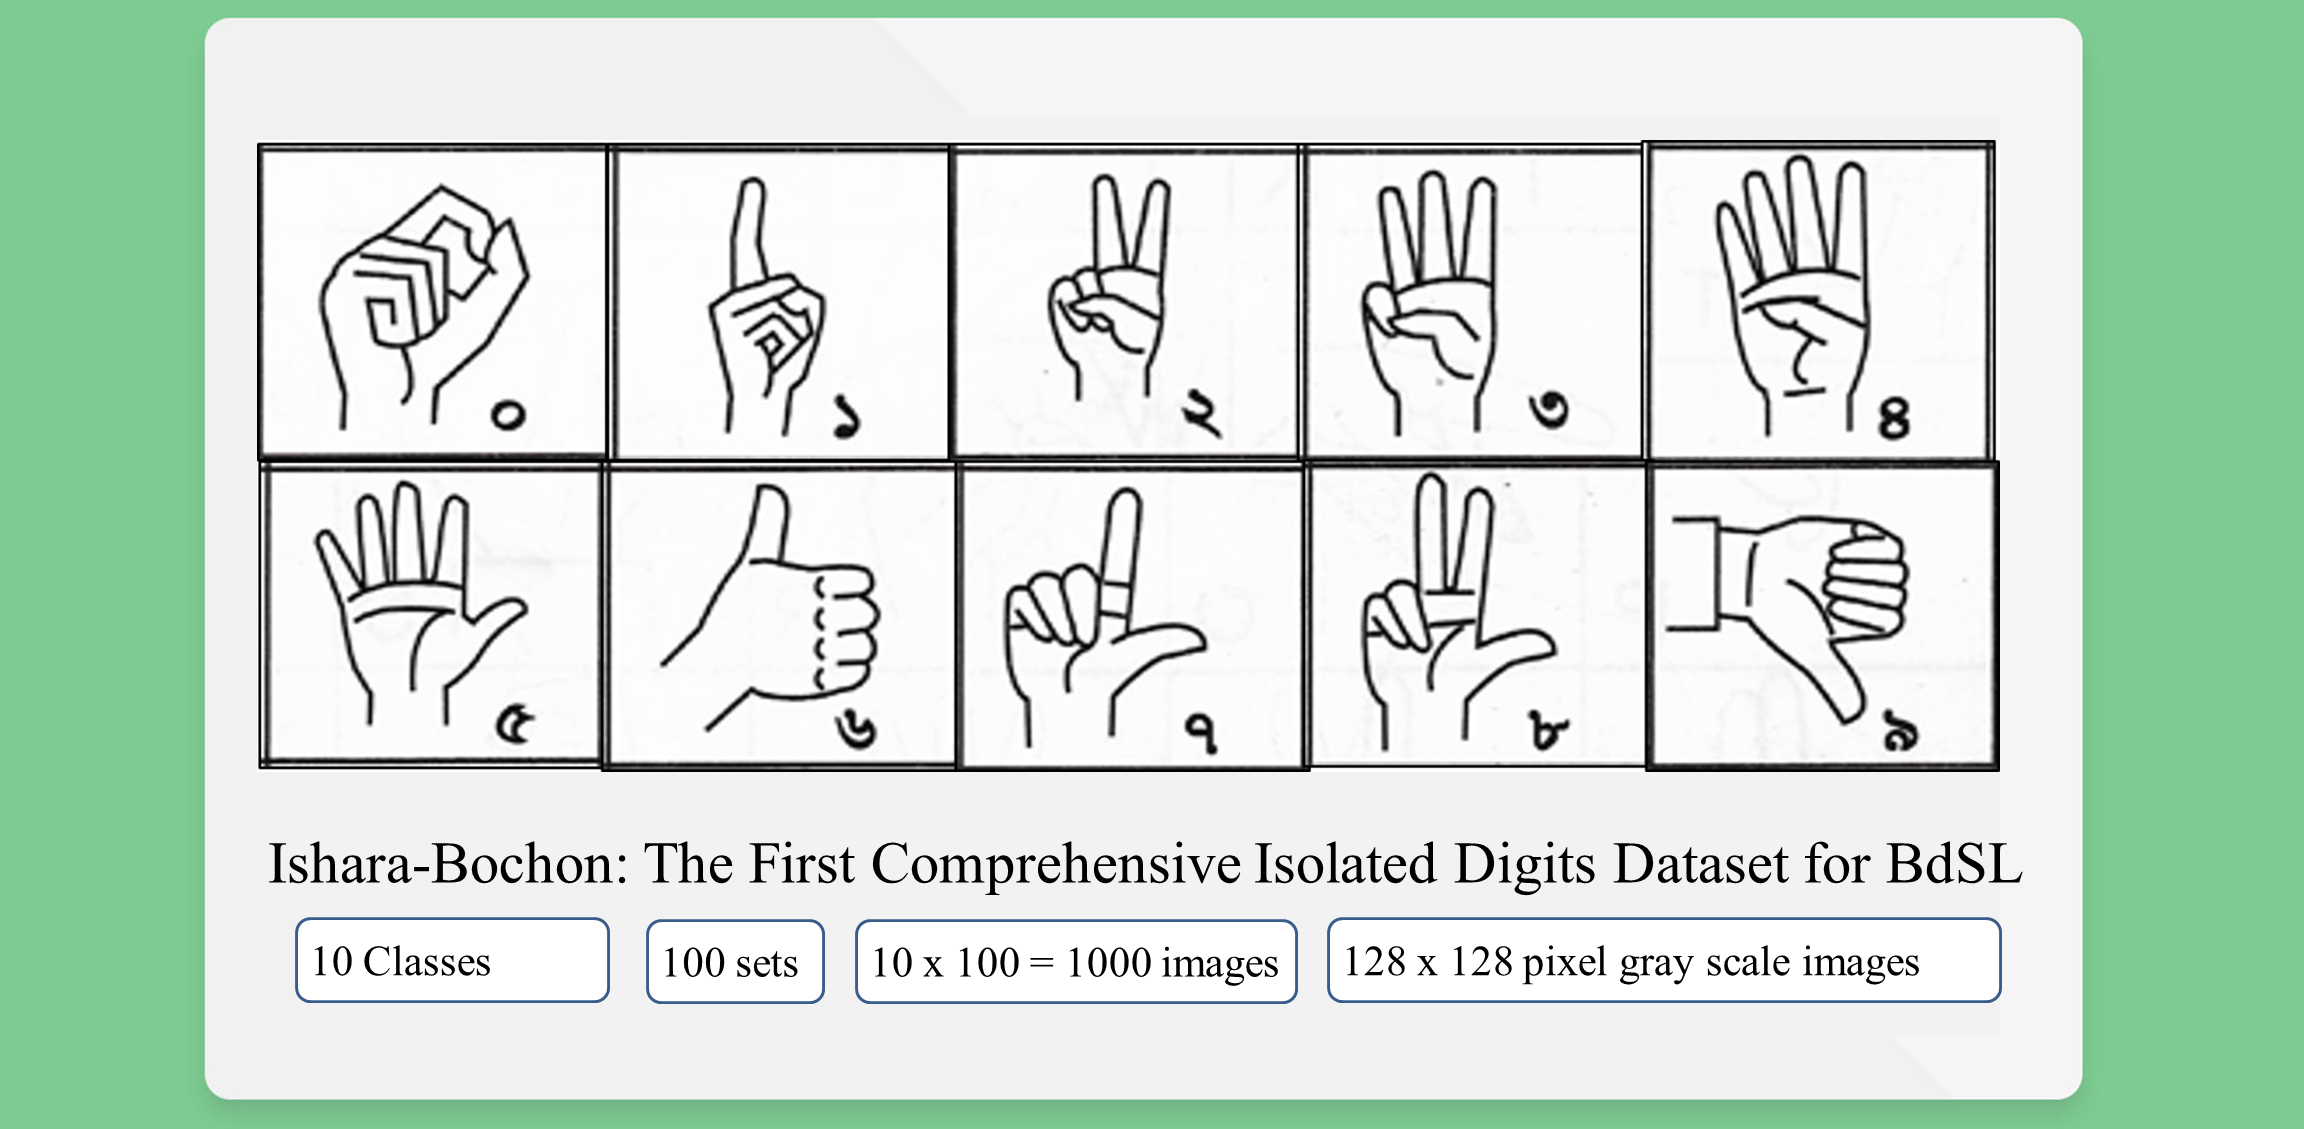 ০ ১ ২ ৩ ৪
৫ ৬ ৭ ৮ ৯
Ishara-Bochon: The First Comprehensive Isolated Digits Dataset for BdSL
10 Classes
100 sets
10 x 100 = 1000 images
128 x 128 pixel gray scale images